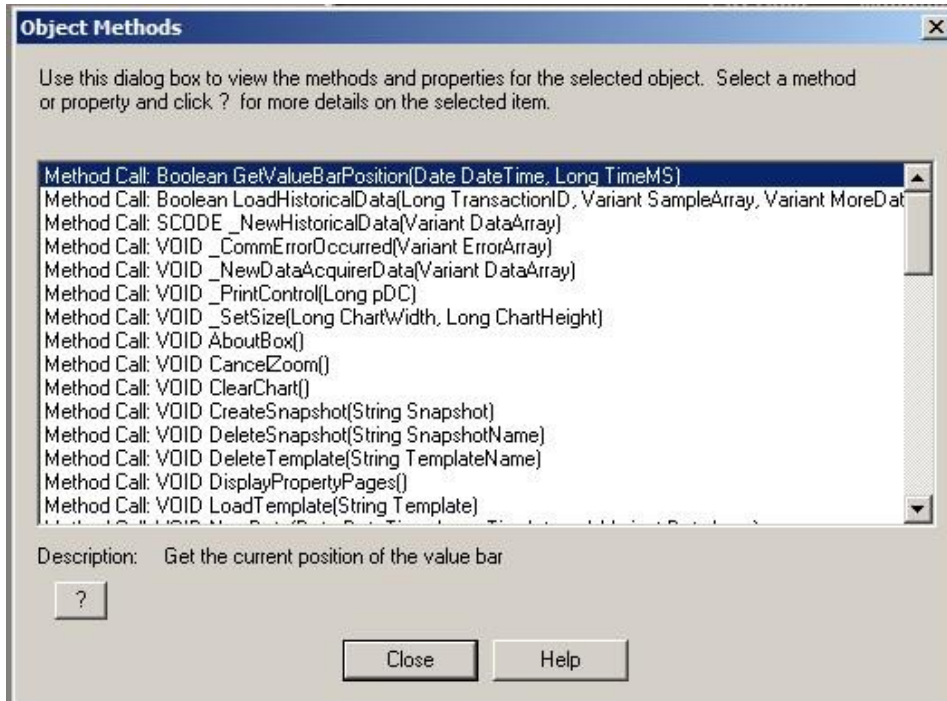 Object Methods
Use this dialog box to view the methods and properties for the selected object. Select a method
or property and click ? for more details on the selected item.
Method Call: Boolean GetValueBarPosition(Date DateTime, Long TimeMS)
Method Call: Boolean LoadHistoricalData(Long TransactionID, Variant SampleArray, Variant MoreDat
Method Call: SCODE _NewHistoricalData(Variant DataArray)
Method Call: VOID _CommErrorOccurred(Variant ErrorArray)
Method Call: VOID _NewDataAcquirerData(Variant DataArray)
Method Call: VOID _PrintControl(Long pDC)
Method Call: VOID _SetSize(Long ChartWidth, Long ChartHeight)
Method Call: VOID AboutBox()
Method Call: VOID CancelZoom()
Method Call: VOID ClearChart()
Method Call: VOID CreateSnapshot(String Snapshot)
Method Call: VOID DeleteSnapshot(String SnapshotName)
Method Call: VOID DeleteTemplate(String TemplateName)
Method Call: VOID DisplayPropertyPages()
Method Call: VOID LoadTemplate(String Template)
Description: Get the current position of the value bar
?
Close Help